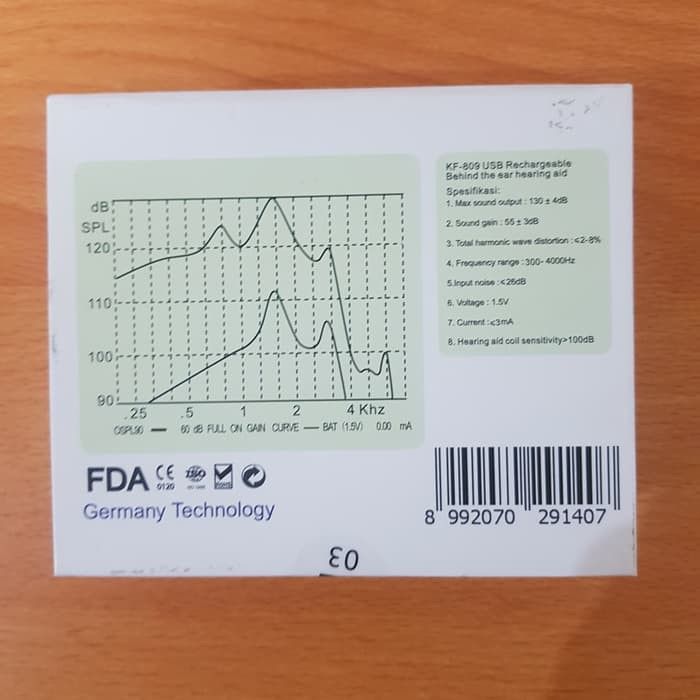 dB
SPL
120
110
100
90
.25 .5 1 2 4 Khz
OSPL90 60 dB FULL ON GAIN CURVE BAT (1.5V) 0.00 mA
KF-809 USB Rechargeable
Behind the ear hearing aid
Spesifikasi:
1. Max sound output : 130 ± 4dB
2. Sound gain : 55 ± 3dB
3. Total harmonic wave distortion :<2-8%
4. Frequency range :300- 4000Hz
5.Input noise :<26dB
6. Voltage : 1.5V
7. Current :<3mA
8. Hearing aid coil sensitivity>100dB
FDA CE ISO
0120
Germany Technology
8 992070 291407
03